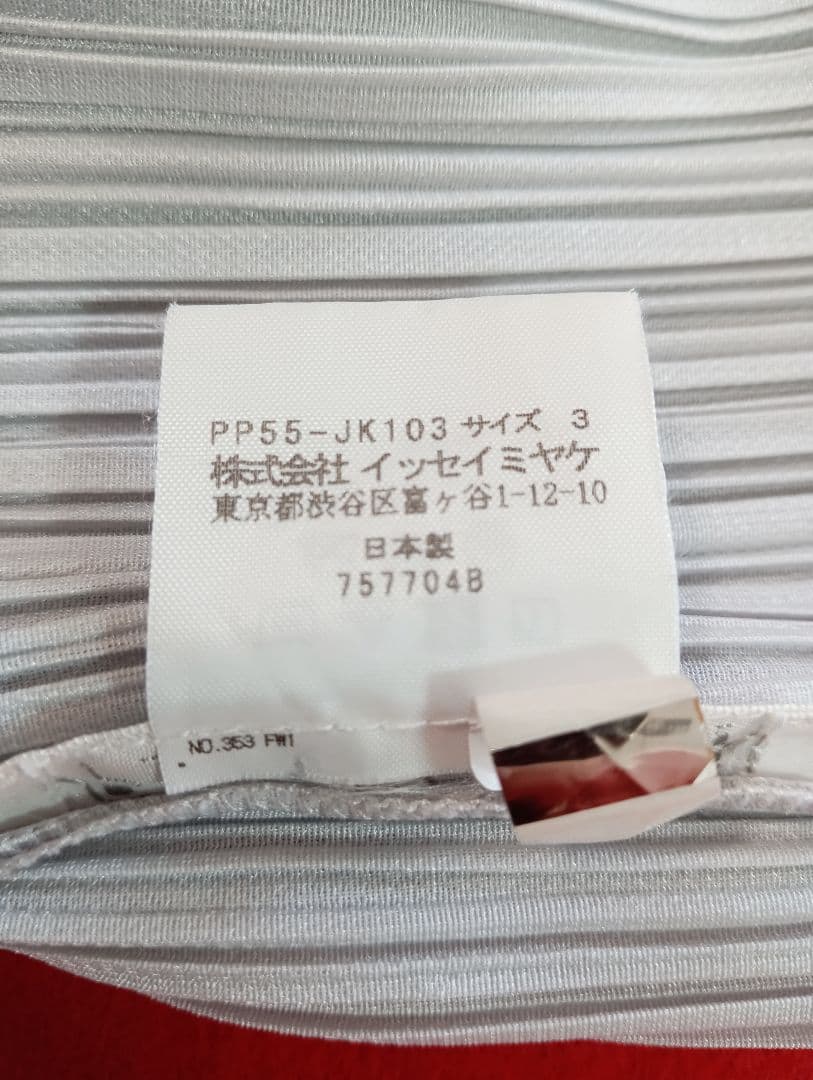 PP55-JK103 サイズ 3
株式会社 イッセイミヤケ
東京都渋谷区富ヶ谷1-12-10
日本製
757704B
NO.353 FW1